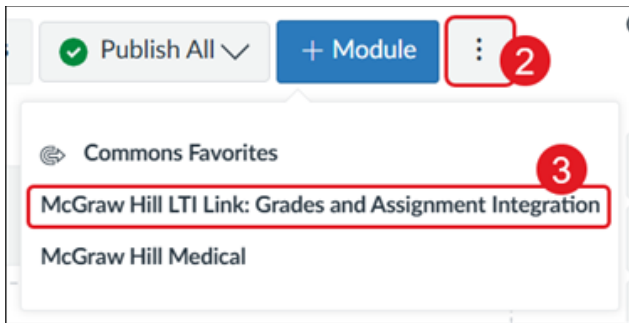 Publish All
+ Module
2
Commons Favorites
3
McGraw Hill LTI Link: Grades and Assignment Integration
McGraw Hill Medical